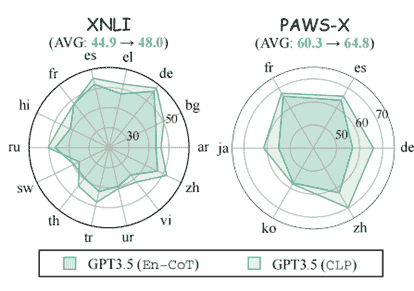 XNLI
(AVG: 44.9 → 48.0)
es
el
fr
de
hi
bg
50
30
ru
ar
sw
zh
th
vi
tr
ur
PAWS-X
(AVG: 60.3 → 64.8)
fr
es
70
60
50
ja
de
ko
zh
GPT3.5 (En-CoT)
GPT3.5 (CLP)